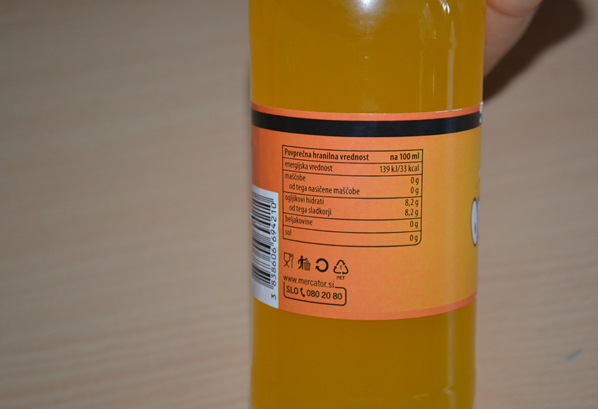 Povprečna hranilna vrednost na 100 ml
energijska vrednost 139 kJ/33 kcal
maščobe 0 g
od tega nasičene maščobe 0 g
ogljikovi hidrati 8,2 g
od tega sladkorji 8,2 g
beljakovine 0 g
sol 0 g
PET
www.mercator.si
SLO 080 20 80
3 838606 694210